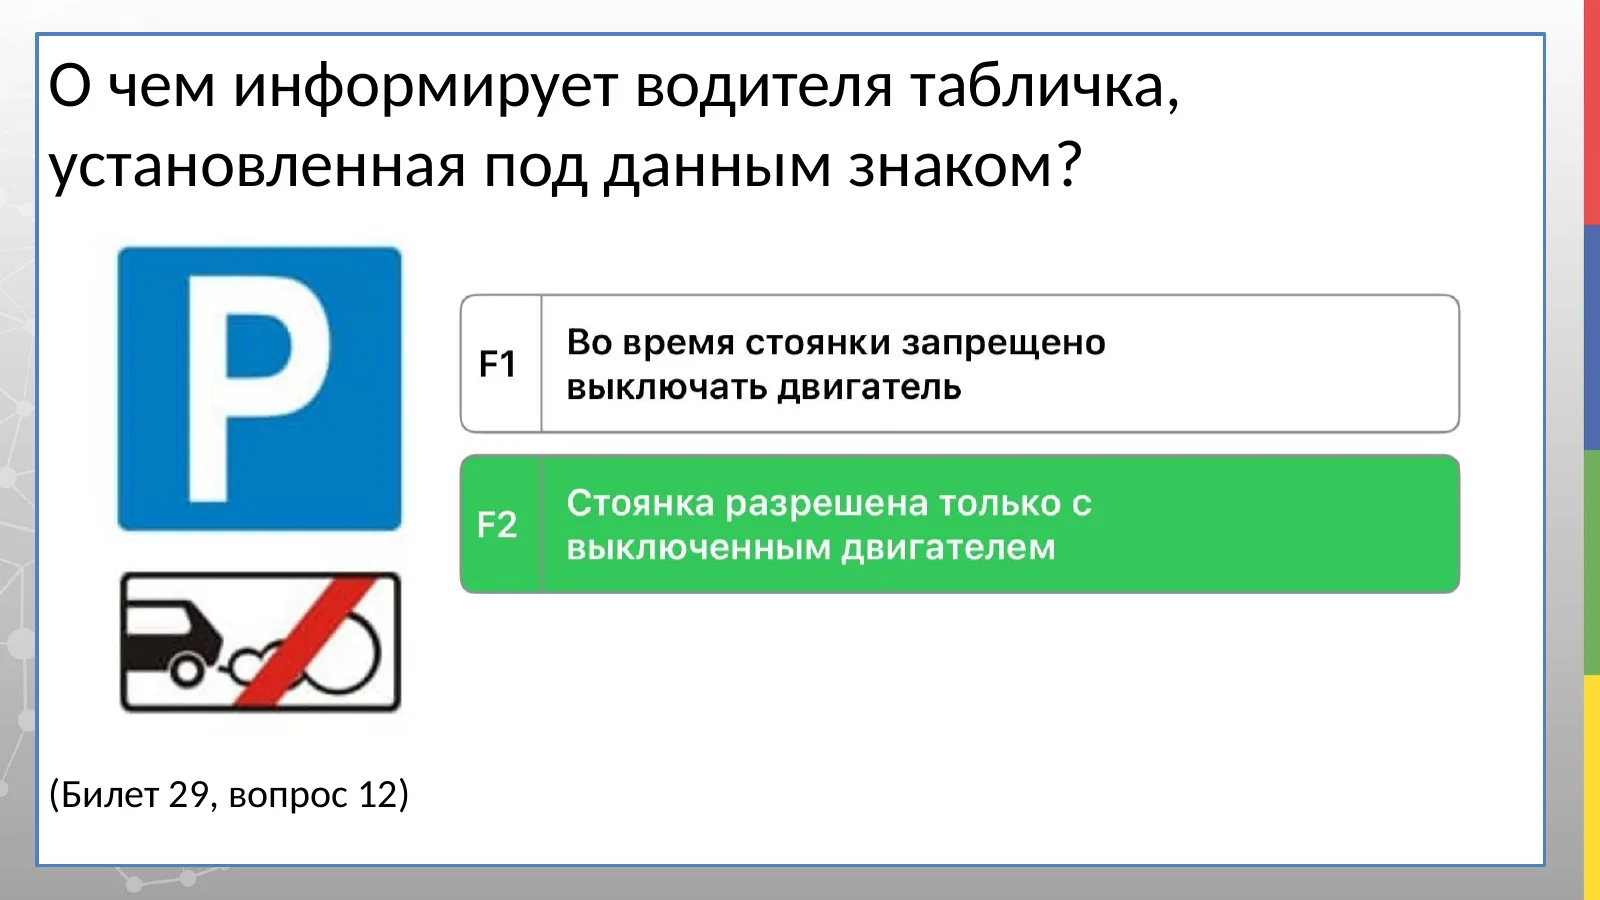 О чем информирует водителя табличка,
установленная под данным знаком?
P
F1
Во время стоянки запрещено
выключать двигатель
F2
Стоянка разрешена только с
выключенным двигателем
(Билет 29, вопрос 12)